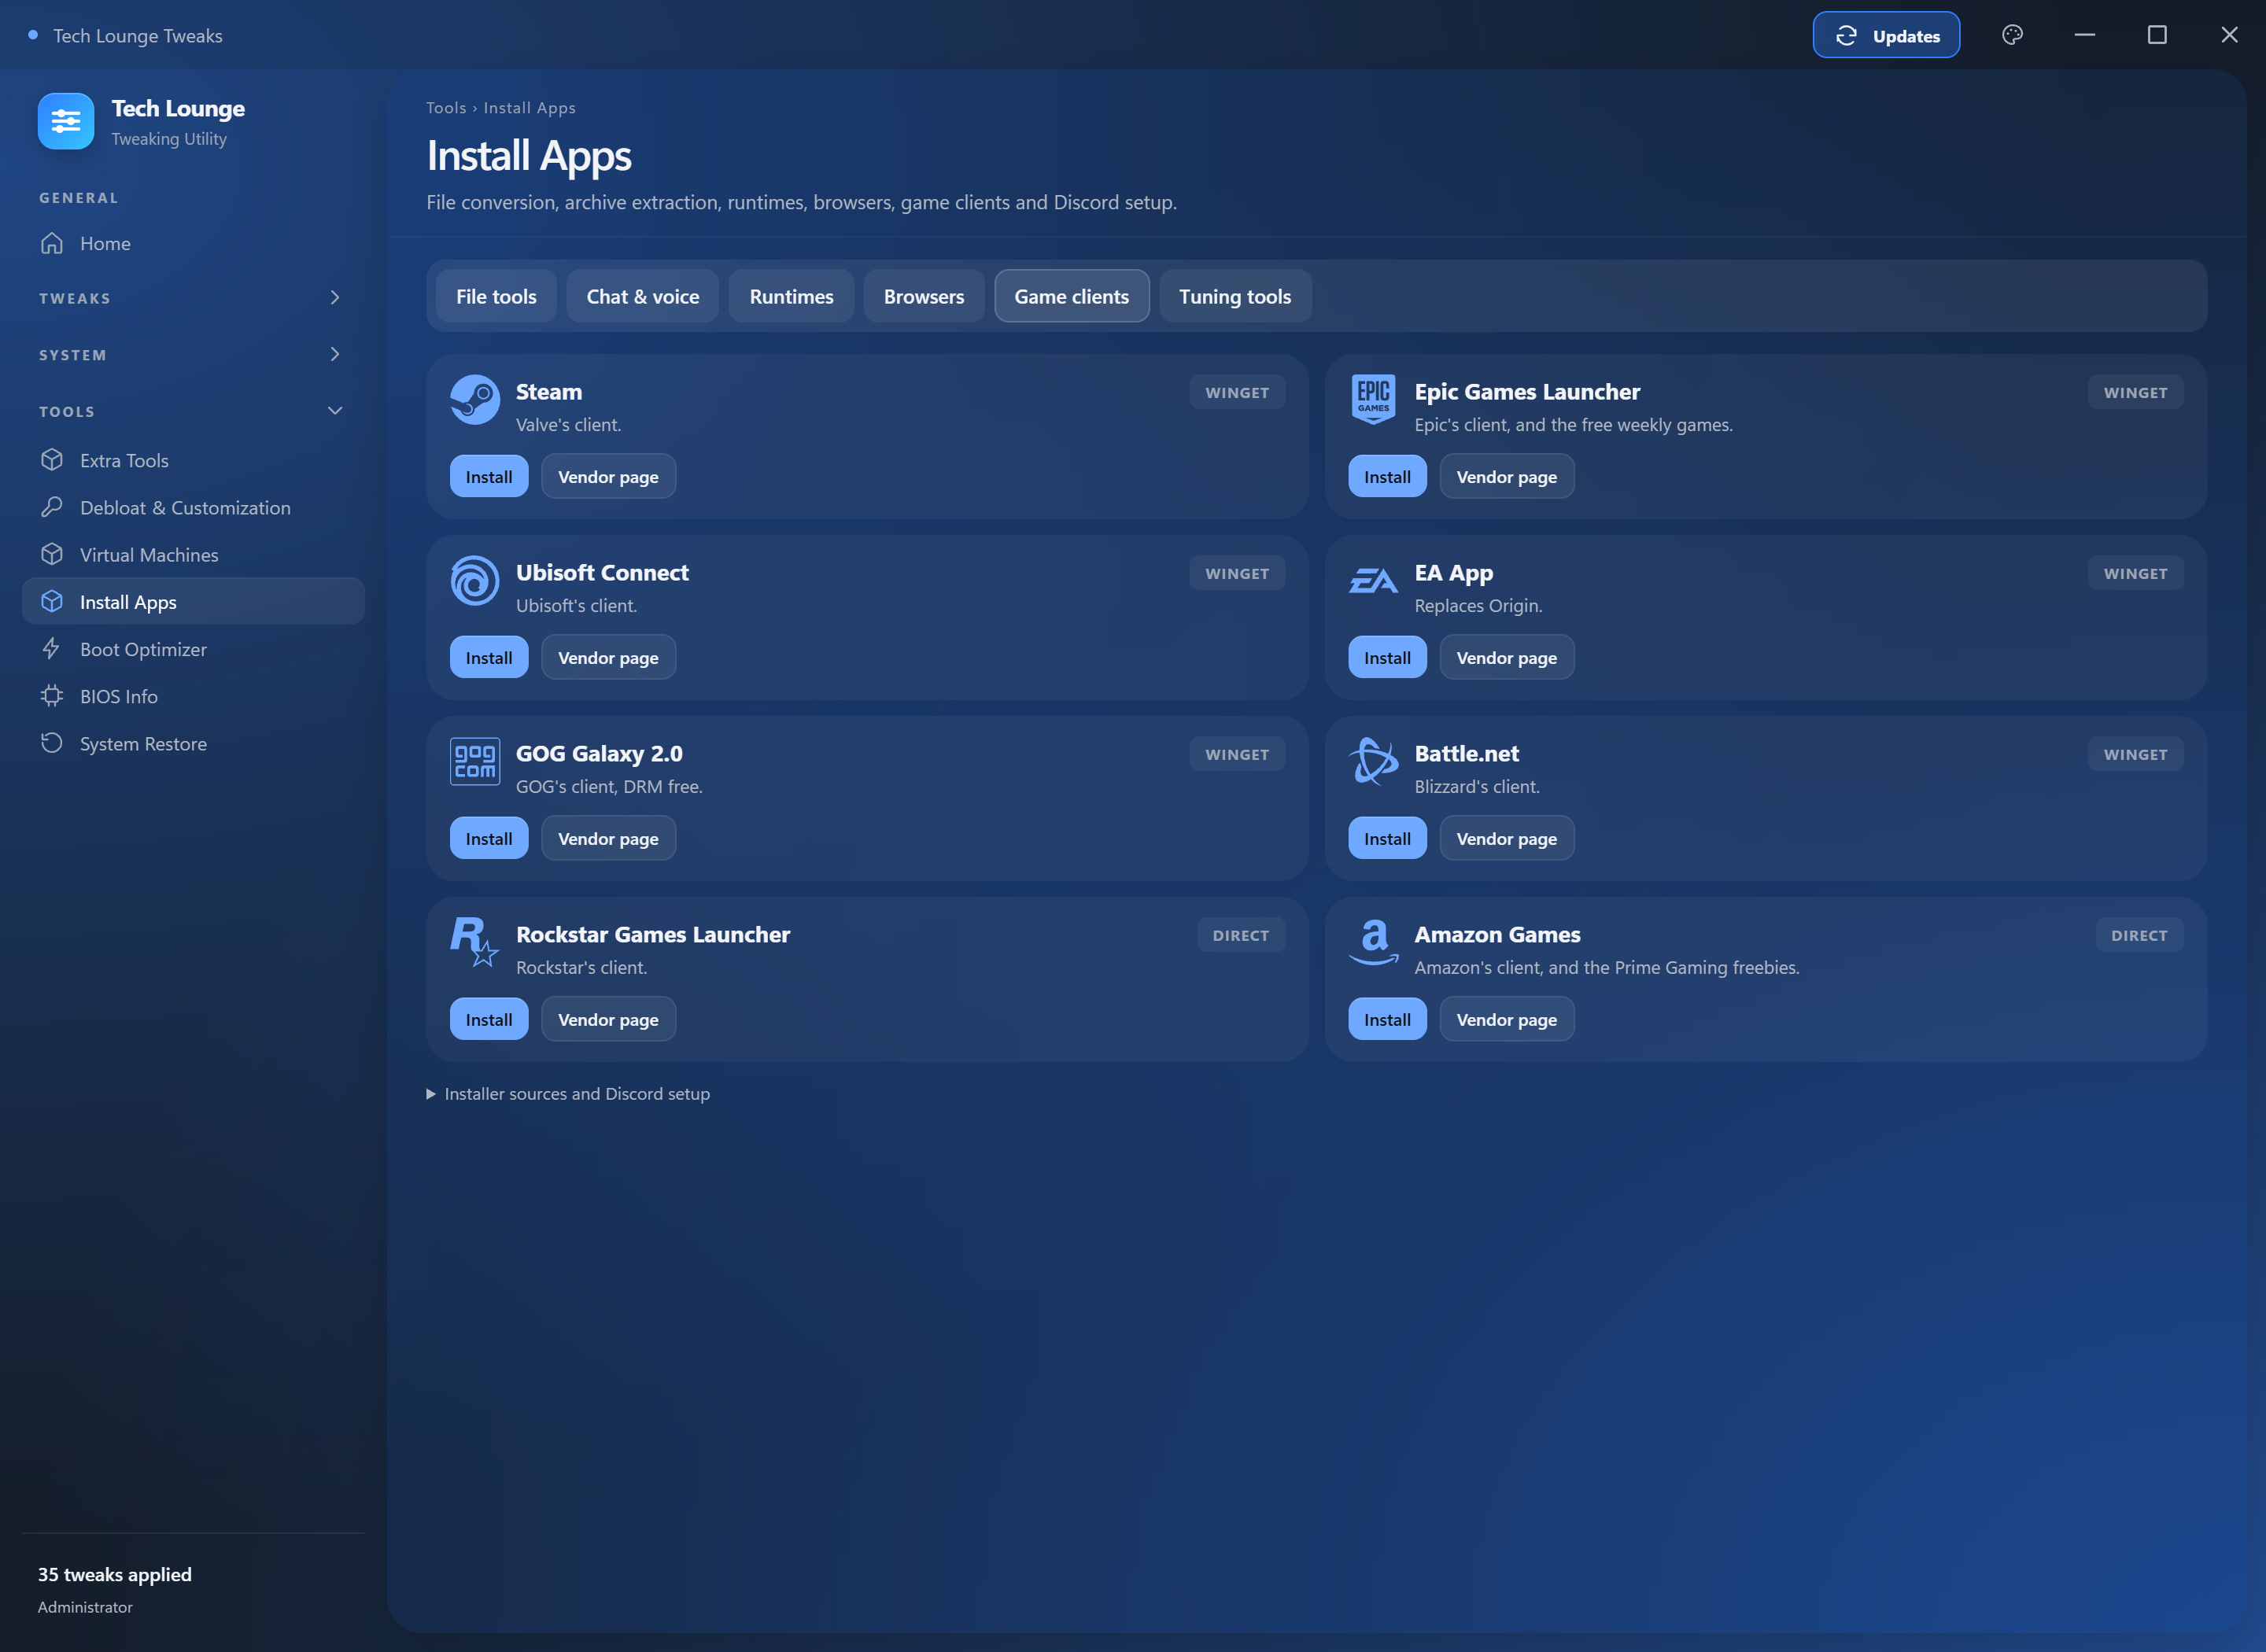 Tech Lounge Tweaks
Updates
Tech Lounge
Tweaking Utility
GENERAL
Home
TWEAKS
SYSTEM
TOOLS
Extra Tools
Debloat & Customization
Virtual Machines
Install Apps
Boot Optimizer
BIOS Info
System Restore
35 tweaks applied
Administrator
Tools › Install Apps
Install Apps
File conversion, archive extraction, runtimes, browsers, game clients and Discord setup.
File tools
Chat & voice
Runtimes
Browsers
Game clients
Tuning tools
Steam
WINGET
Valve's client.
Install
Vendor page
EPIC
GAMES
Epic Games Launcher
WINGET
Epic's client, and the free weekly games.
Install
Vendor page
Ubisoft Connect
WINGET
Ubisoft's client.
Install
Vendor page
EA
EA App
WINGET
Replaces Origin.
Install
Vendor page
gog
com
GOG Galaxy 2.0
WINGET
GOG's client, DRM free.
Install
Vendor page
Battle.net
WINGET
Blizzard's client.
Install
Vendor page
R
Rockstar Games Launcher
DIRECT
Rockstar's client.
Install
Vendor page
a
Amazon Games
DIRECT
Amazon's client, and the Prime Gaming freebies.
Install
Vendor page
Installer sources and Discord setup